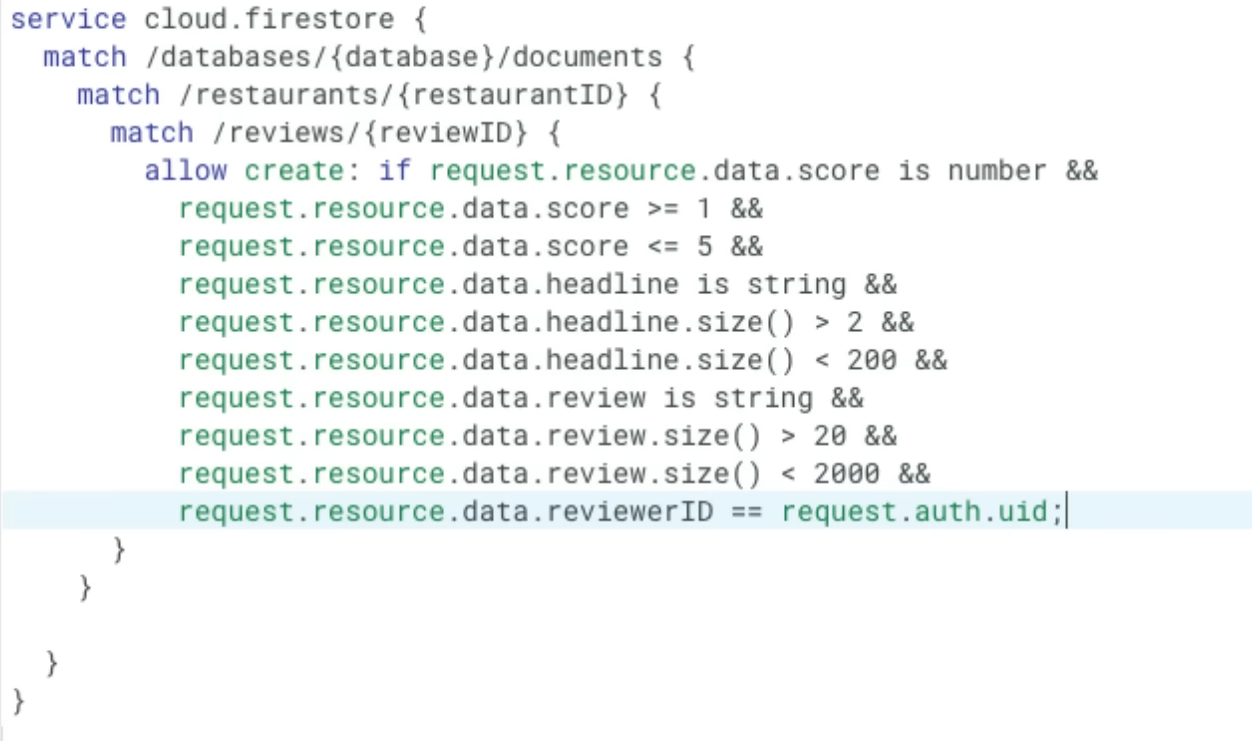 service cloud.firestore {
match /databases/{database}/documents {
match /restaurants/{restaurantID} {
match /reviews/{reviewID} {
allow create: if request.resource.data.score is number &&
request.resource.data.score >= 1 &&
request.resource.data.score <= 5 &&
request.resource.data.headline is string &&
request.resource.data.headline.size() > 2 &&
request.resource.data.headline.size() < 200 &&
request.resource.data.review is string &&
request.resource.data.review.size() > 20 &&
request.resource.data.review.size() < 2000 &&
request.resource.data.reviewerID == request.auth.uid;
}
}
}
}